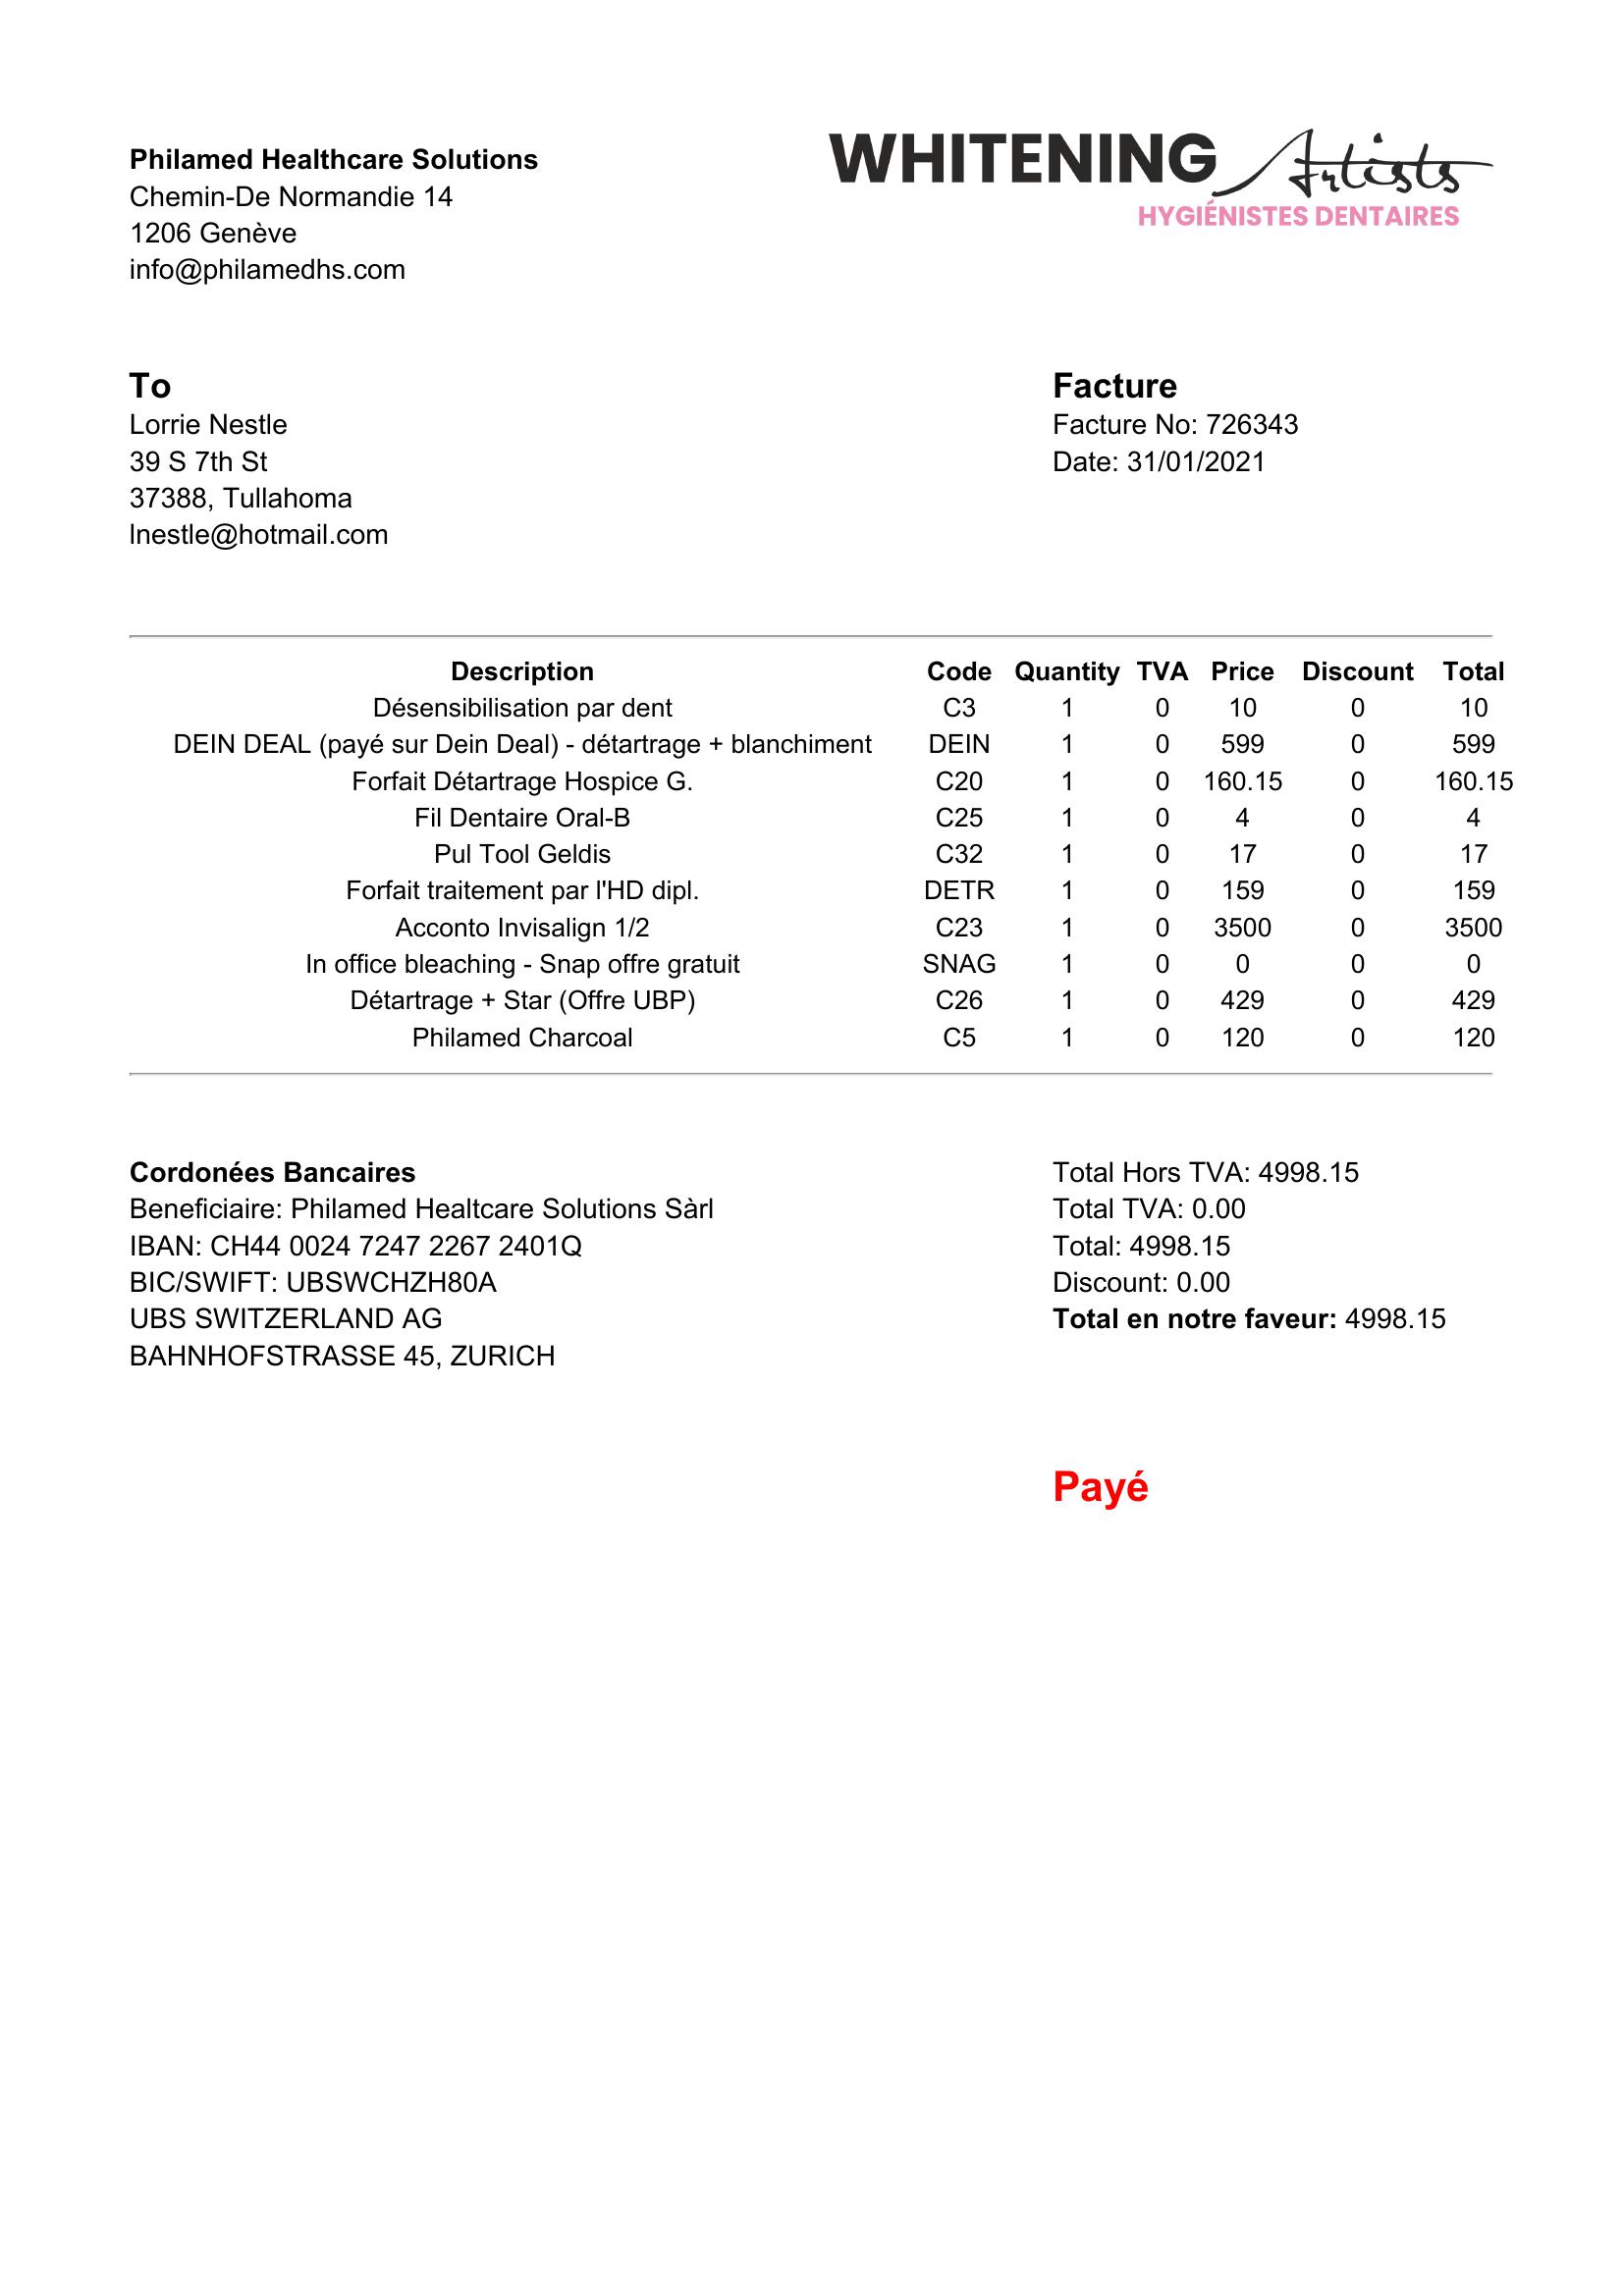 Philamed Healthcare Solutions
Chemin-De Normandie 14
1206 Genève
info@philamedhs.com
WHITENING Artists
HYGIÉNISTES DENTAIRES
To
Lorrie Nestle
39 S 7th St
37388, Tullahoma
lnestle@hotmail.com
Facture
Facture No: 726343
Date: 31/01/2021
Description Code Quantity TVA Price Discount Total
Désensibilisation par dent C3 1 0 10 0 10
DEIN DEAL (payé sur Dein Deal) - détartrage + blanchiment DEIN 1 0 599 0 599
Forfait Détartrage Hospice G. C20 1 0 160.15 0 160.15
Fil Dentaire Oral-B C25 1 0 4 0 4
Pul Tool Geldis C32 1 0 17 0 17
Forfait traitement par l'HD dipl. DETR 1 0 159 0 159
Acconto Invisalign 1/2 C23 1 0 3500 0 3500
In office bleaching - Snap offre gratuit SNAG 1 0 0 0 0
Détartrage + Star (Offre UBP) C26 1 0 429 0 429
Philamed Charcoal C5 1 0 120 0 120
Cordonées Bancaires
Beneficiaire: Philamed Healtcare Solutions Sàrl
IBAN: CH44 0024 7247 2267 2401Q
BIC/SWIFT: UBSWCHZH80A
UBS SWITZERLAND AG
BAHNHOFSTRASSE 45, ZURICH
Total Hors TVA: 4998.15
Total TVA: 0.00
Total: 4998.15
Discount: 0.00
Total en notre faveur: 4998.15
Payé